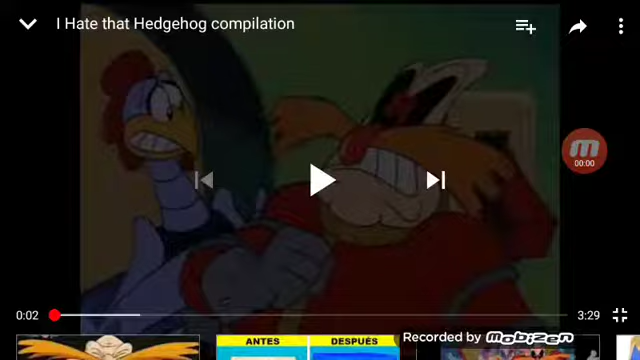 I Hate that Hedgehog compilation
00:00
0:02
3:29
ANTES DESPUÉS
Recorded by Mobizen